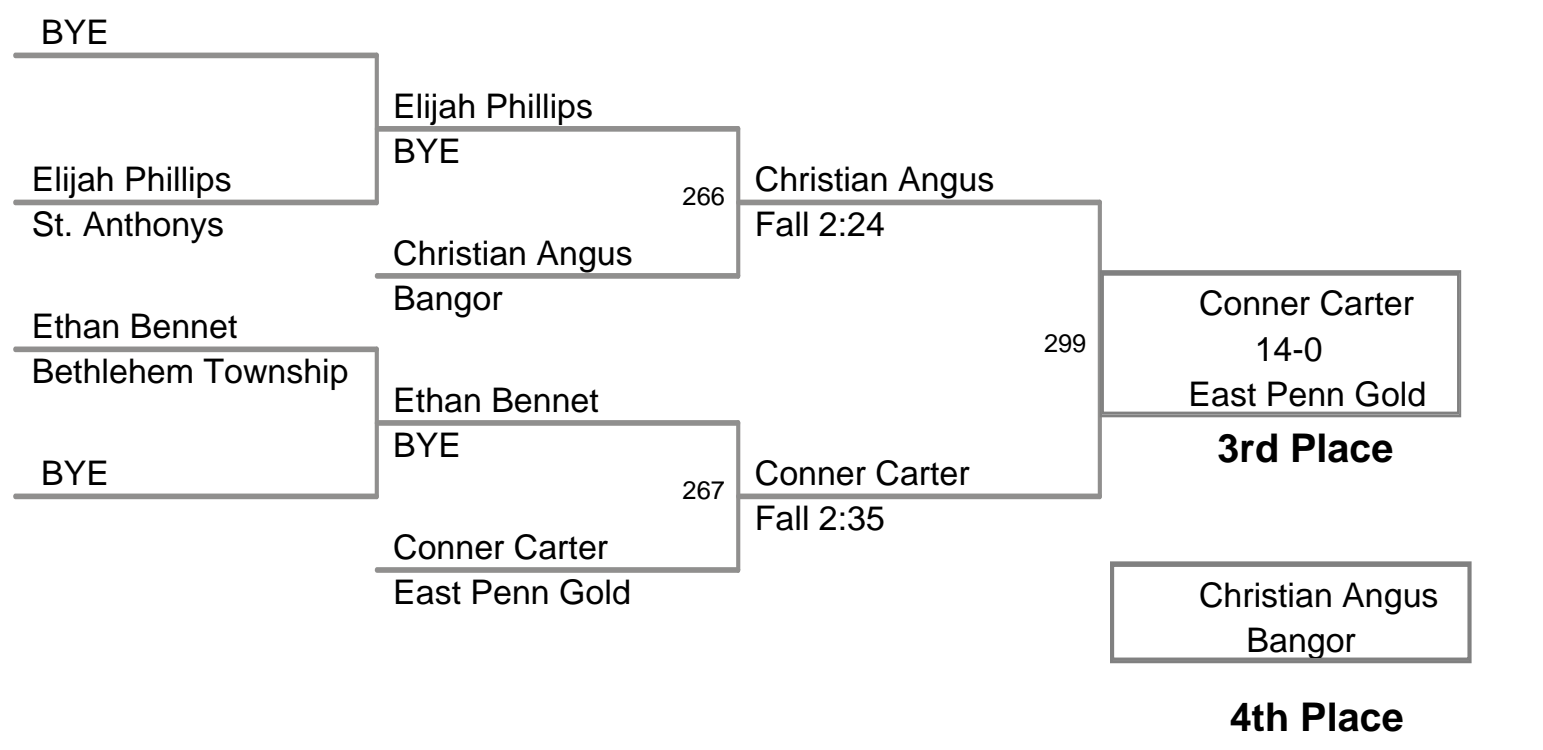 BYE
Elijah Phillips
BYE
Elijah Phillips
St. Anthonys
266
Christian Angus
Fall 2:24
Christian Angus
Bangor
Ethan Bennet
Bethlehem Township
299
Conner Carter
14-0
East Penn Gold
3rd Place
Ethan Bennet
BYE
BYE
267
Conner Carter
Fall 2:35
Conner Carter
East Penn Gold
Christian Angus
Bangor
4th Place